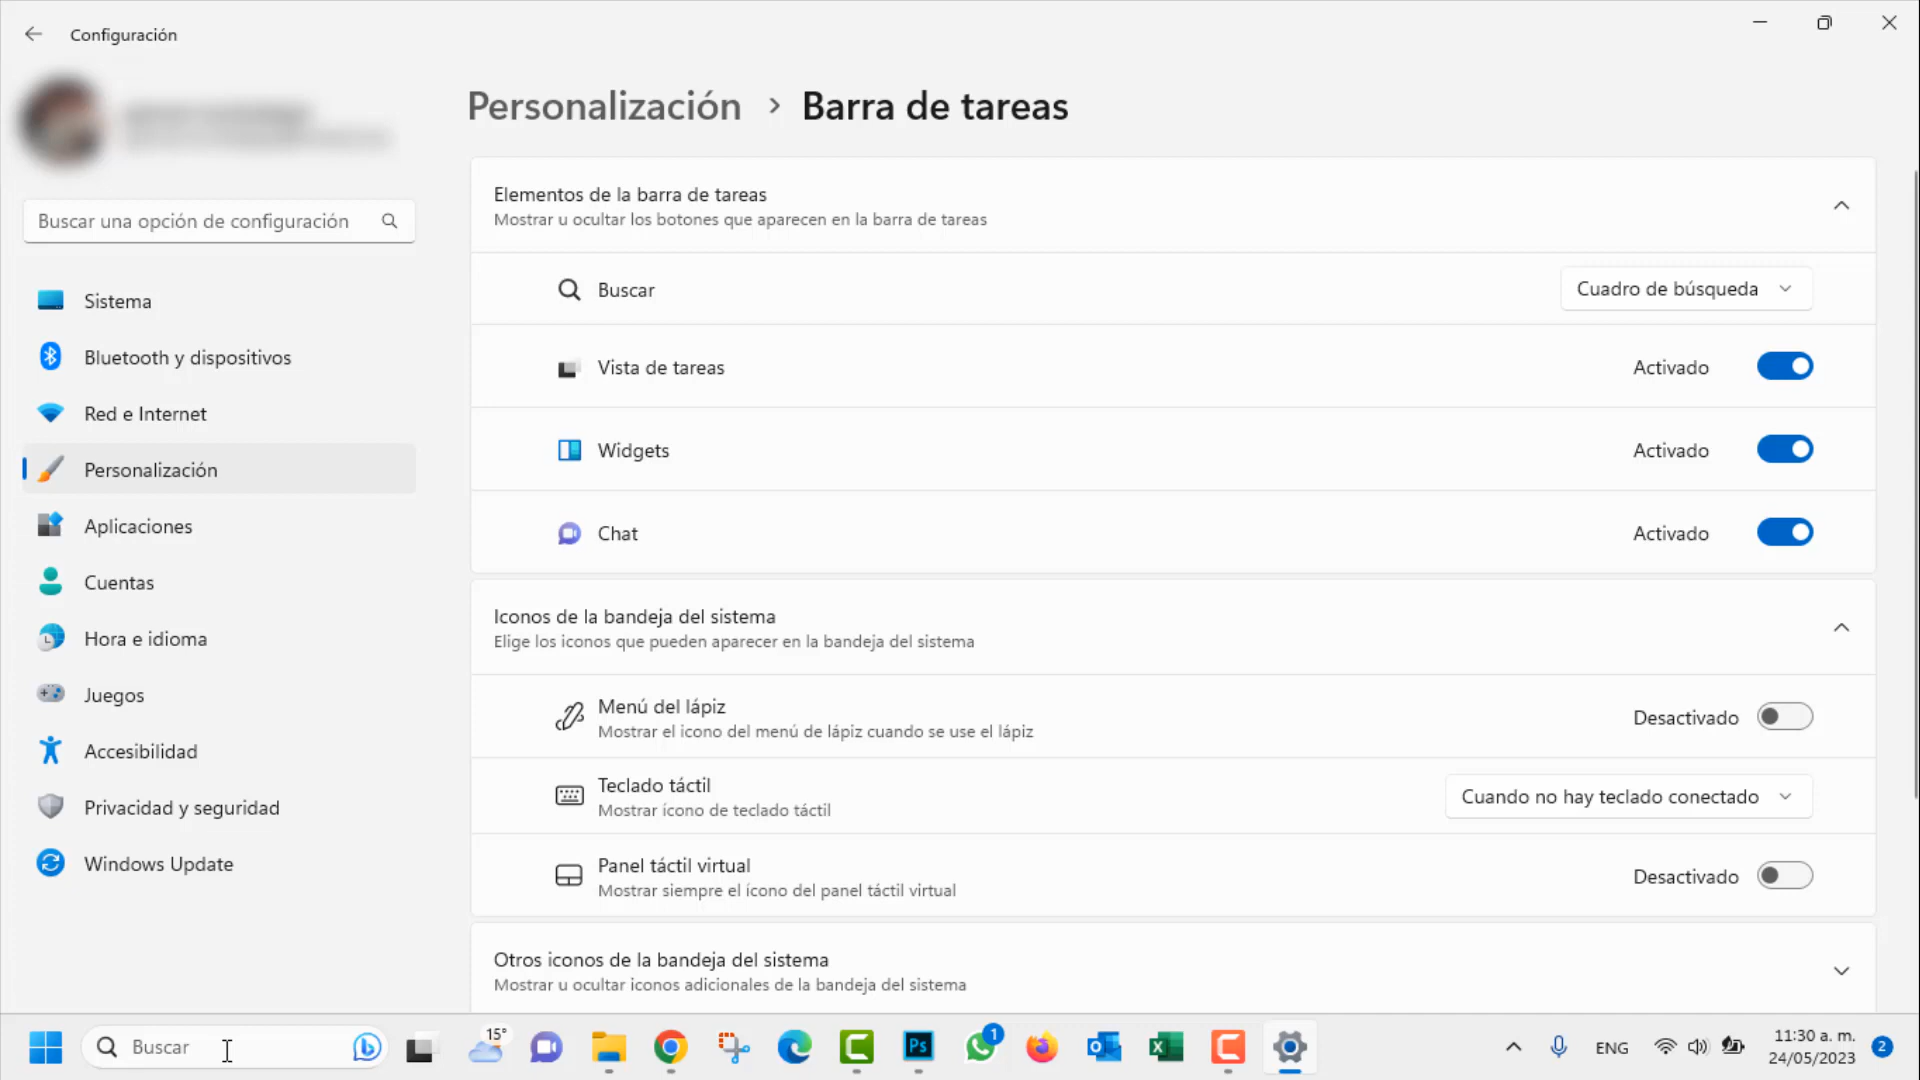 Configuración
Personalización > Barra de tareas
Buscar una opción de configuración
Sistema
Bluetooth y dispositivos
Red e Internet
Personalización
Aplicaciones
Cuentas
Hora e idioma
Juegos
Accesibilidad
Privacidad y seguridad
Windows Update
Elementos de la barra de tareas
Mostrar u ocultar los botones que aparecen en la barra de tareas
Buscar
Cuadro de búsqueda
Vista de tareas
Activado
Widgets
Activado
Chat
Activado
Iconos de la bandeja del sistema
Elige los iconos que pueden aparecer en la bandeja del sistema
Menú del lápiz
Mostrar el icono del menú de lápiz cuando se use el lápiz
Desactivado
Teclado táctil
Mostrar ícono de teclado táctil
Cuando no hay teclado conectado
Panel táctil virtual
Mostrar siempre el ícono del panel táctil virtual
Desactivado
Otros iconos de la bandeja del sistema
Mostrar u ocultar iconos adicionales de la bandeja del sistema
Buscar
15°
Ps
1
ENG
11:30 a. m.
24/05/2023
2